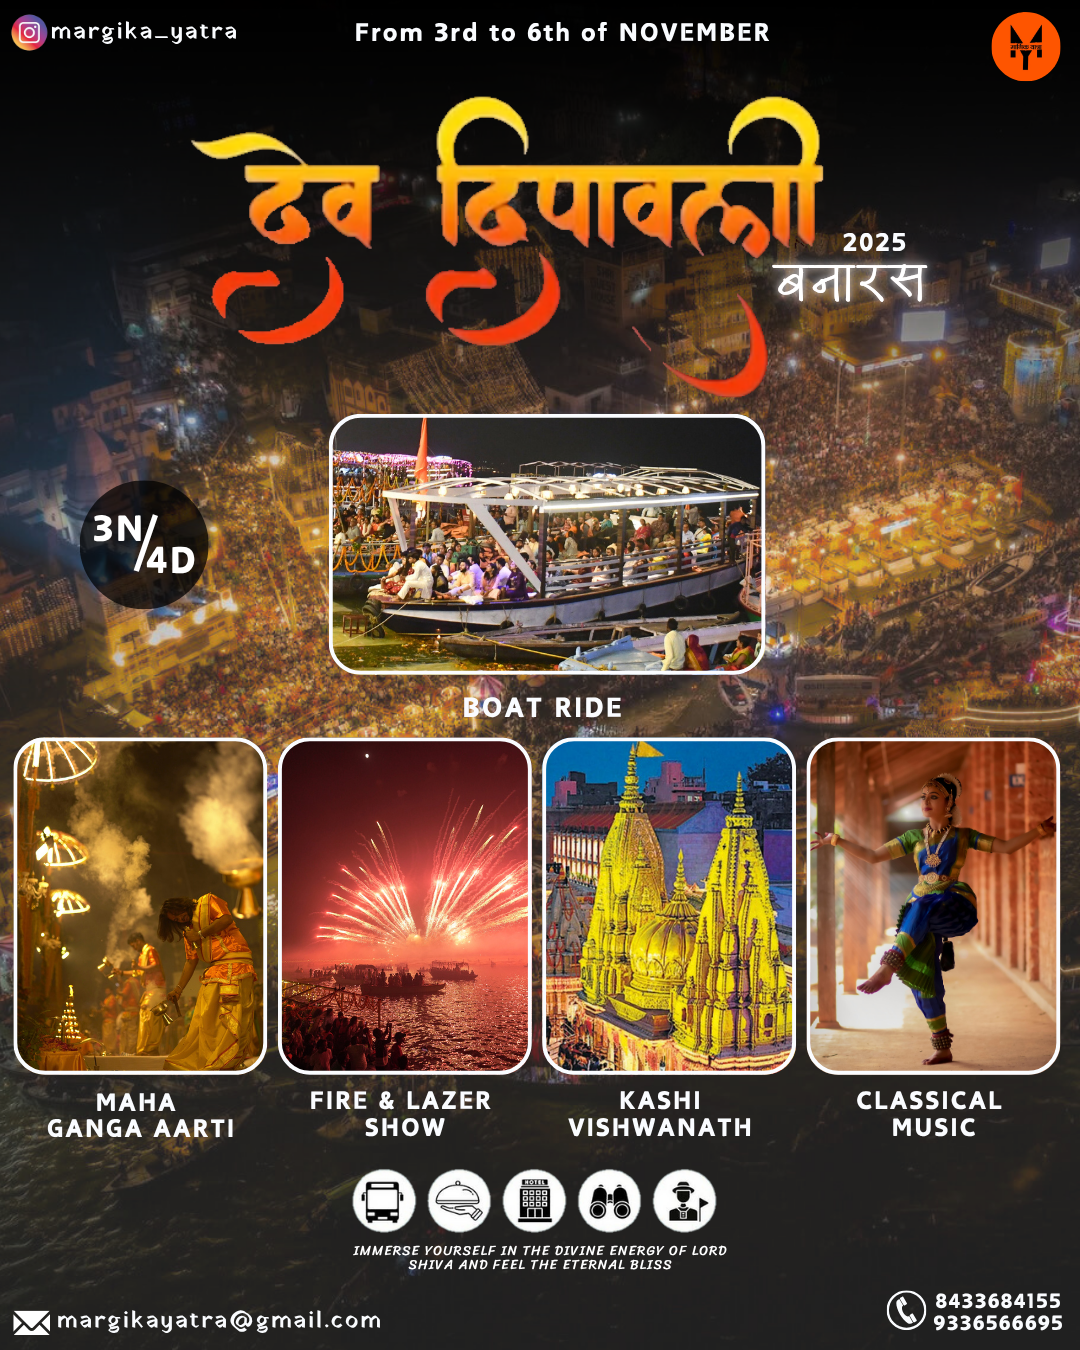 margika_yatra
From 3rd to 6th of NOVEMBER
मार्गिक यात्रा
देव दिपावली
2025
बनारस
3N/4D
BOAT RIDE
MAHA
GANGA AARTI
FIRE & LAZER
SHOW
KASHI
VISHWANATH
CLASSICAL
MUSIC
HOTEL
IMMERSE YOURSELF IN THE DIVINE ENERGY OF LORD
SHIVA AND FEEL THE ETERNAL BLISS
margikayatra@gmail.com
8433684155
9336566695